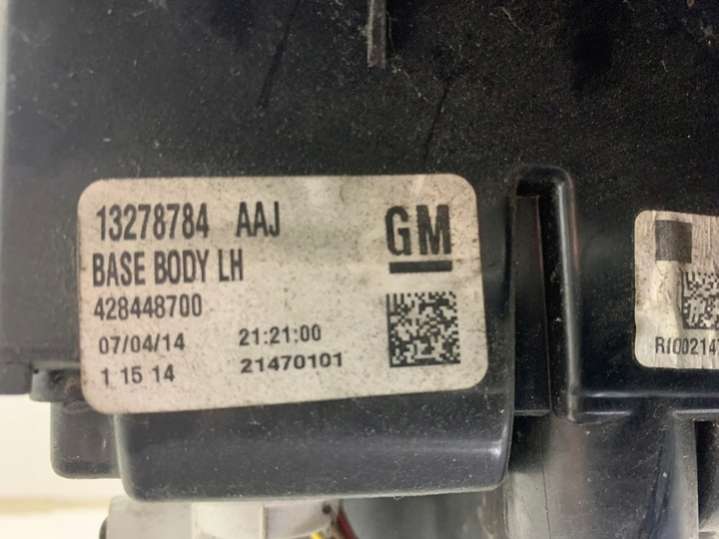 13278784 AAJ
GM
BASE BODY LH
428448700
07/04/14 21:21:00
1 15 14 21470101